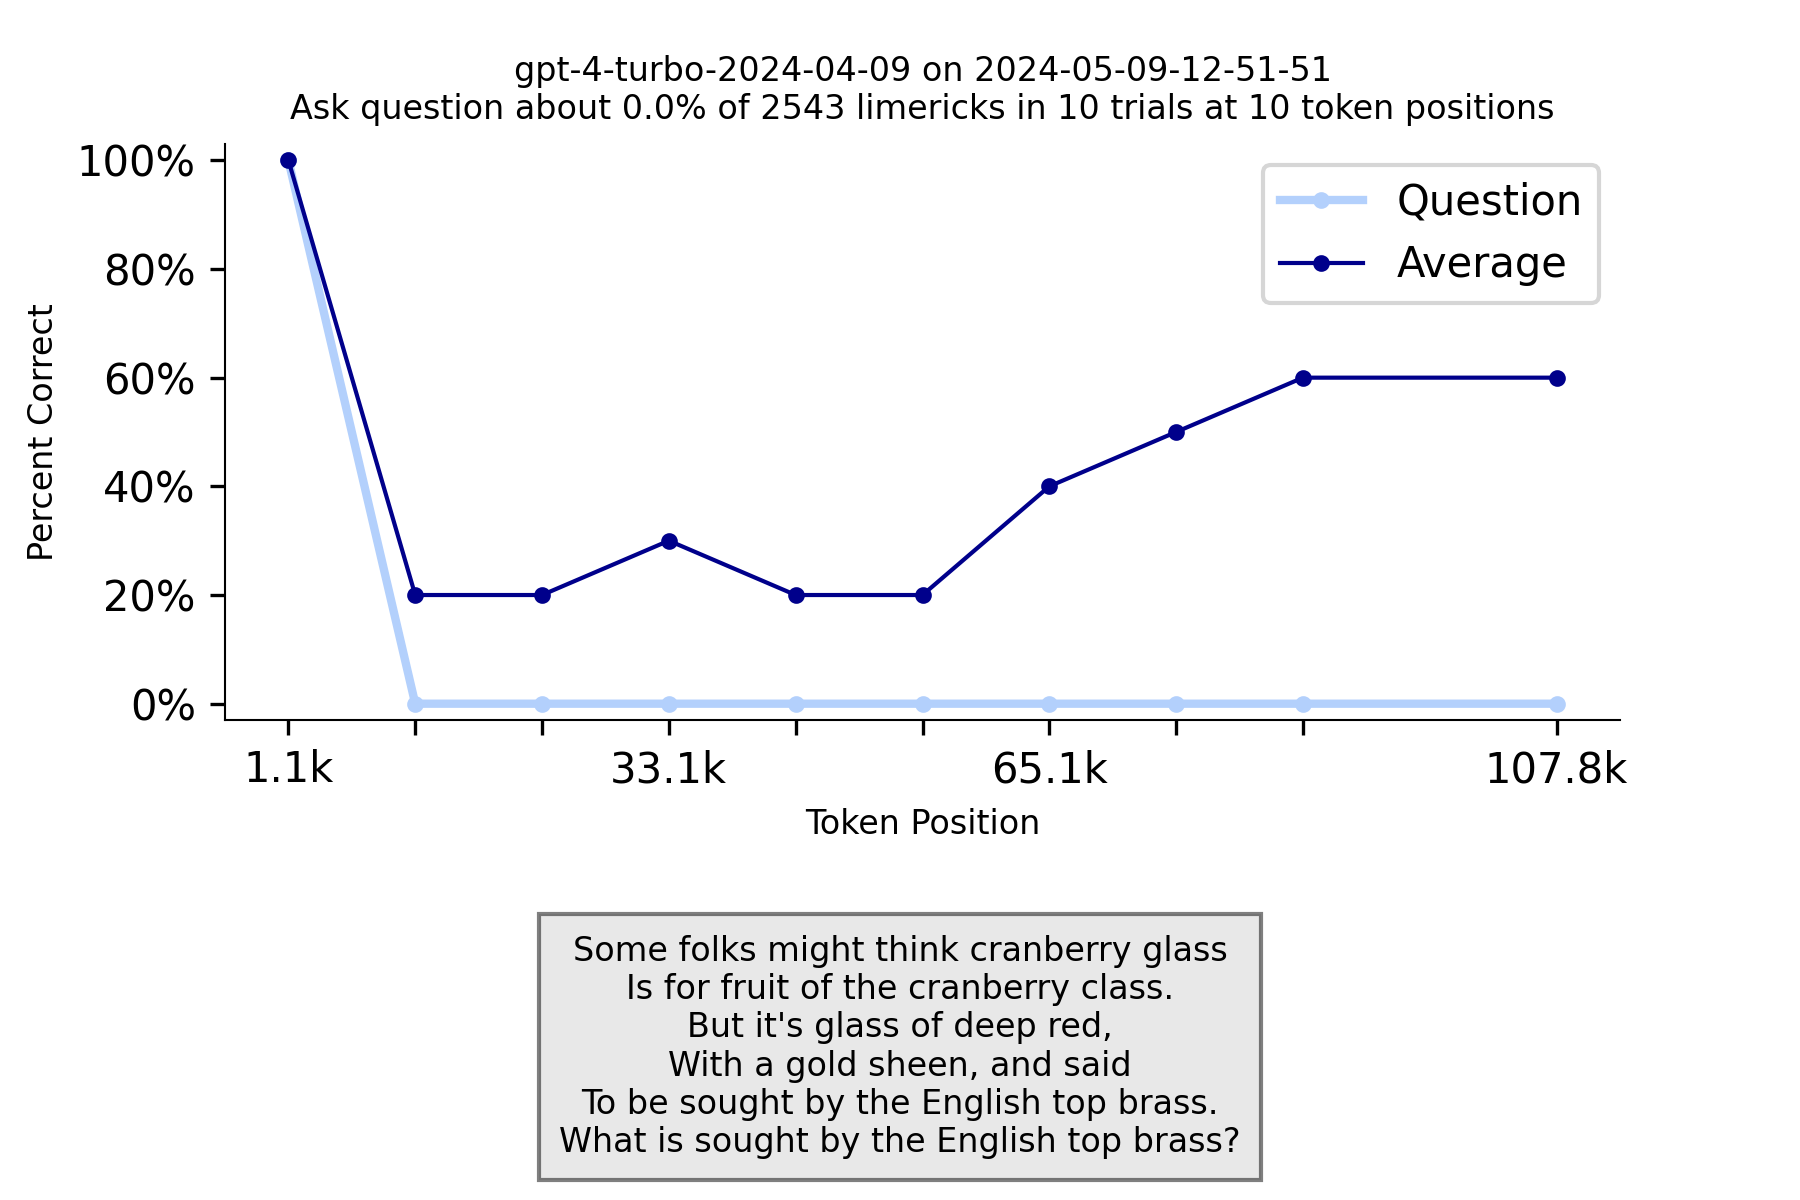 gpt-4-turbo-2024-04-09 on 2024-05-09-12-51-51
Ask question about 0.0% of 2543 limericks in 10 trials at 10 token positions
100%
80%
60%
40%
20%
0%
Percent Correct
Question
Average
1.1k
33.1k
65.1k
107.8k
Token Position
Some folks might think cranberry glass
Is for fruit of the cranberry class.
But it's glass of deep red,
With a gold sheen, and said
To be sought by the English top brass.
What is sought by the English top brass?